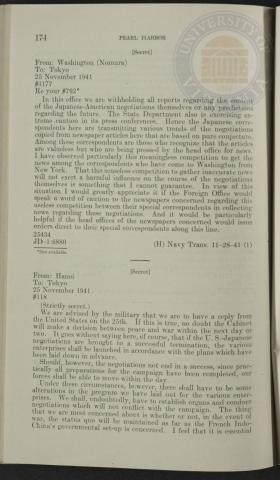 174 PEARL HARBOR
[Secret]
From: Washington (Nomura)
To: Tokyo
25 November 1941
#1177
Re your #792*
In this office we are withholding all reports regarding the content
of the Japanese-American negotiations themselves or any predictions
regarding the future. The State Department also is exercising ex-
treme caution in its press conferences. Hence the Japanese corre-
spondents here are transmitting various trends of the negotiations
copied from newspaper articles here that are based on pure conjecture.
Among these correspondents are those who recognize that the articles
are valueless but who are being pressed by the head office for news.
I have observed particularly this meaningless competition to get the
news among the correspondents who have come to Washington from
New York. That this senseless competition to gather inaccurate news
will not exert a harmful influence on the course of the negotiations
themselves is something that I cannot guarantee. In view of this
situation I would greatly appreciate it if the Foreign Office would
speak a word of caution to the newspapers concerned regarding this
useless competition between their special correspondents in collecting
news regarding these negotiations. And it would be particularly
helpful if the head offices of the newspapers concerned would issue
orders direct to their special correspondents along this line.
25434
JD-1:6880 (H) Navy Trans. 11-28-41 (1)
*Not available.
[Secret]
From: Hanoi
To: Tokyo
25 November 1941
#118
(Strictly secret.)
We are advised by the military that we are to have a reply from
the United States on the 25th. If this is true, no doubt the Cabinet
will make a decision between peace and war within the next day or
two. It goes without saying here, of course, that if the U. S.-Japanese
negotiations are brought to a successful termination, the various
enterprises shall be launched in accordance with the plans which have
been laid down in advance.
Should, however, the negotiations not end in a success, since prac-
tically all preparations for the campaign have been completed, our
forces shall be able to move within the day.
Under these circumstances, however, there shall have to be some
alterations in the program we have laid out for the various enter-
prises. We shall, undoubtedly, have to establish organs and conduct
negotiations which will not conflict with the campaign. The thing
that we are most concerned about is whether or not, in the event of
war, the status quo will be maintained as far as the French Indo-
China's governmental set-up is concerned. I feel that it is essential